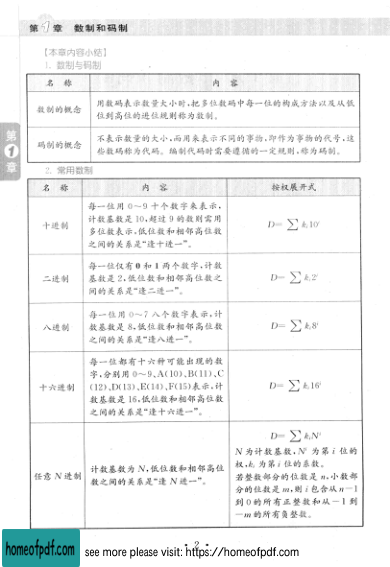 第1章 数制和码制
【本章内容小结】
1. 数制与码制
名 称 内 容
数制的概念
用数码表示数量大小时,把多位数码中每一位的构成方法以及从低
位到高位的进位规则称为数制。
码制的概念
不表示数量的大小,而用来表示不同的事物,即作为事物的代号,这
些数码称为代码。编制代码时需要遵循的一定规则,称为码制。
第
1
章
2. 常用数制
名 称 内 容 按权展开式
十进制
每一位用 0~9 十个数字来表示,
计数基数是 10,超过 9 的数则需用
多位数表示,低位数和相邻高位数
之间的关系是“逢十进一”。
D=∑kᵢ10ⁱ
二进制
每一位仅有 0 和 1 两个数字,计数
基数是 2,低位数和相邻高位数之
间的关系是“逢二进一”。
D=∑kᵢ2ⁱ
八进制
每一位用 0~7 八个数字表示,计
数基数是 8,低位数和相邻高位数
之间的关系是“逢八进一”。
D=∑kᵢ8ⁱ
十六进制
每一位都有十六种可能出现的数
字,分别用 0~9、A(10)、B(11)、C
(12)、D(13)、E(14)、F(15)表示,计
数基数是 16,低位数和相邻高位数
之间的关系是“逢十六进一”。
D=∑kᵢ16ⁱ
任意 N 进制
计数基数为 N,低位数和相邻高位
数之间的关系是“逢 N 进一”。
D=∑kᵢNⁱ
N 为计数基数,Nⁱ 为第 i 位的
权,kᵢ 为第 i 位的系数。
若整数部分的位数是 n,小数部
分的位数是 m,则 i 包含从 n-1
到 0 的所有正整数和从 -1 到
-m 的所有负整数。
· 2 ·
homeofpdf.com see more please visit: https://homeofpdf.com